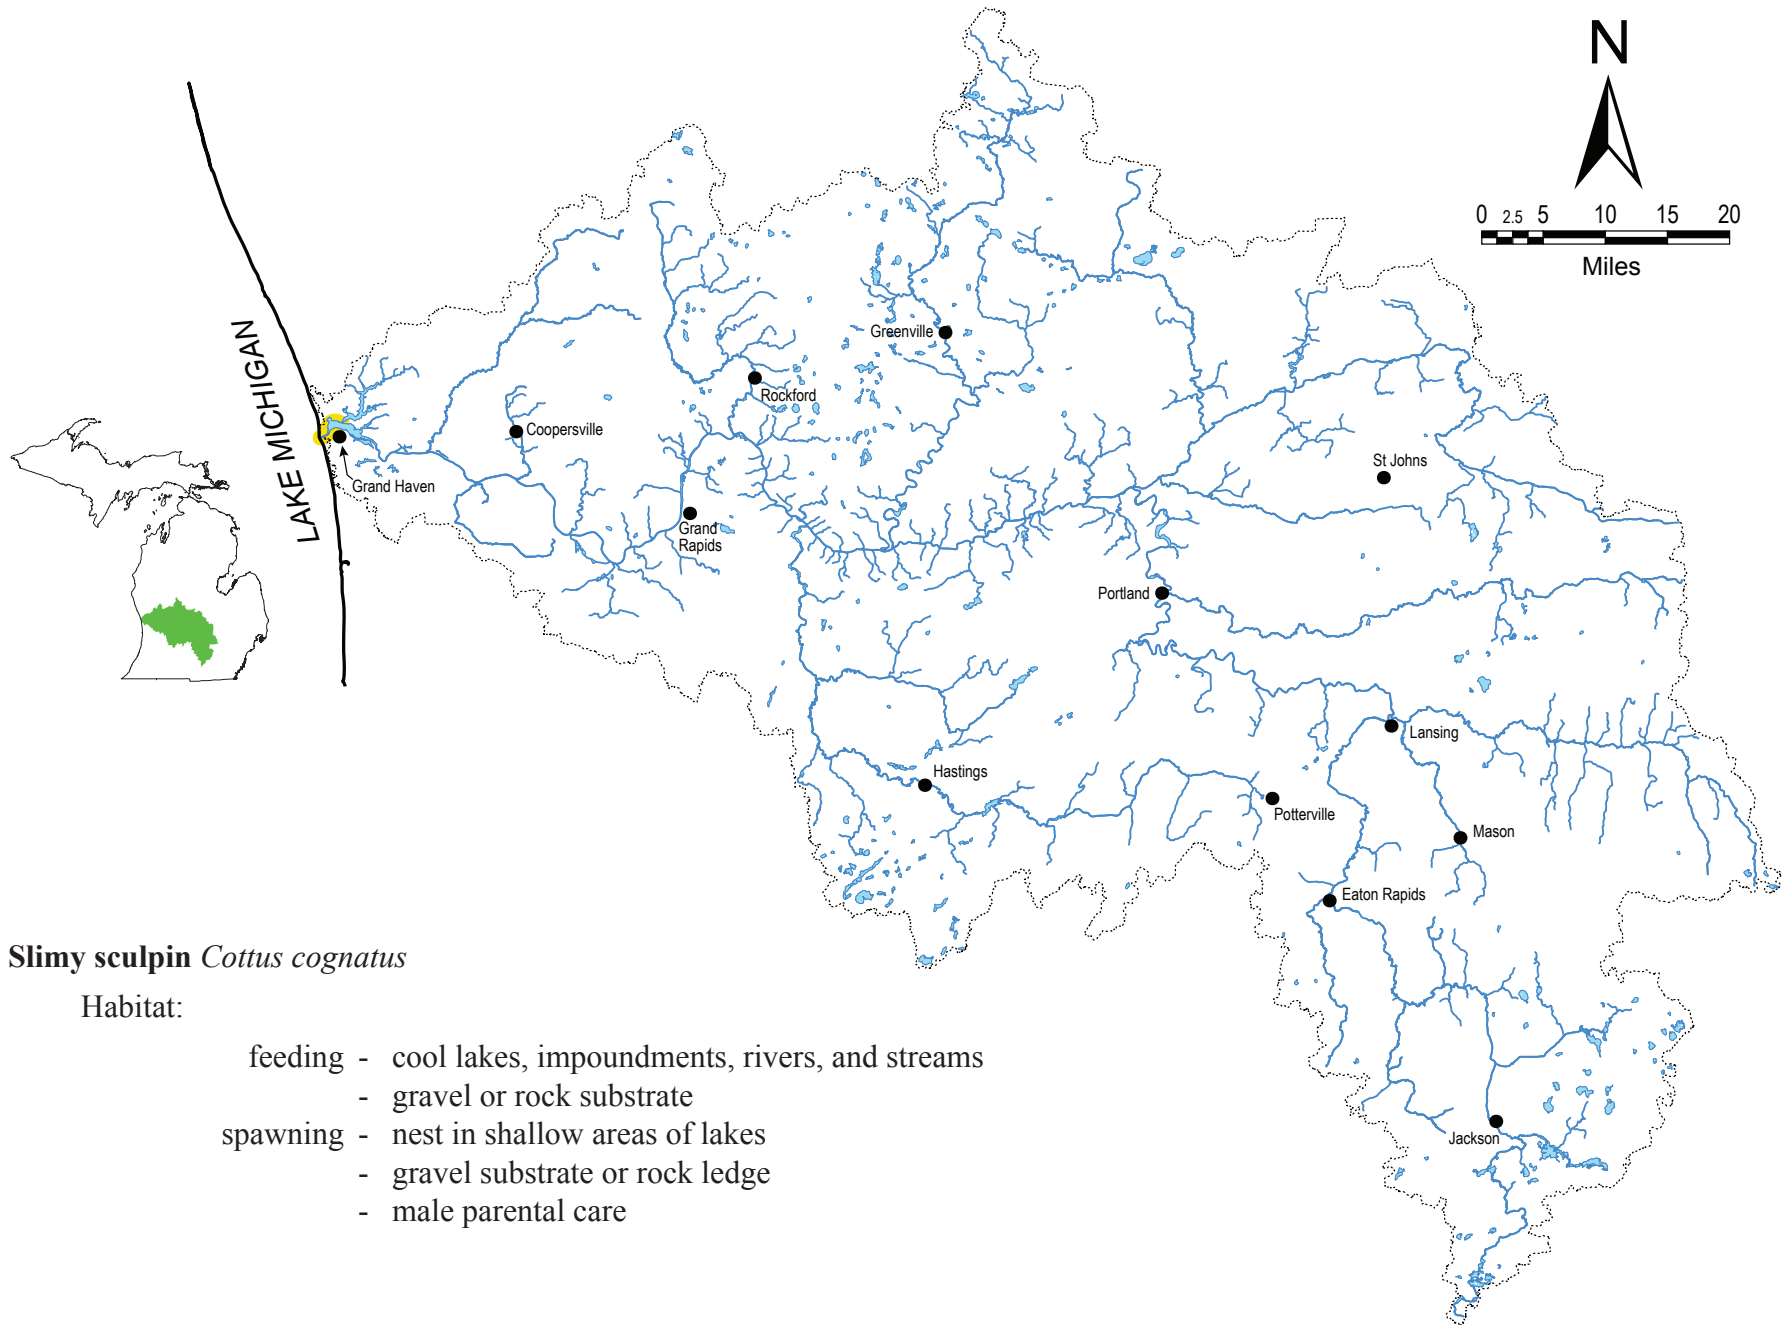 N
0 2.5 5 10 15 20
Miles
LAKE MICHIGAN
Greenville
Rockford
Coopersville
Grand Haven
St Johns
Grand
Rapids
Portland
Lansing
Hastings
Potterville
Mason
Eaton Rapids
Jackson
Slimy sculpin Cottus cognatus
Habitat:
feeding - cool lakes, impoundments, rivers, and streams
- gravel or rock substrate
spawning - nest in shallow areas of lakes
- gravel substrate or rock ledge
- male parental care